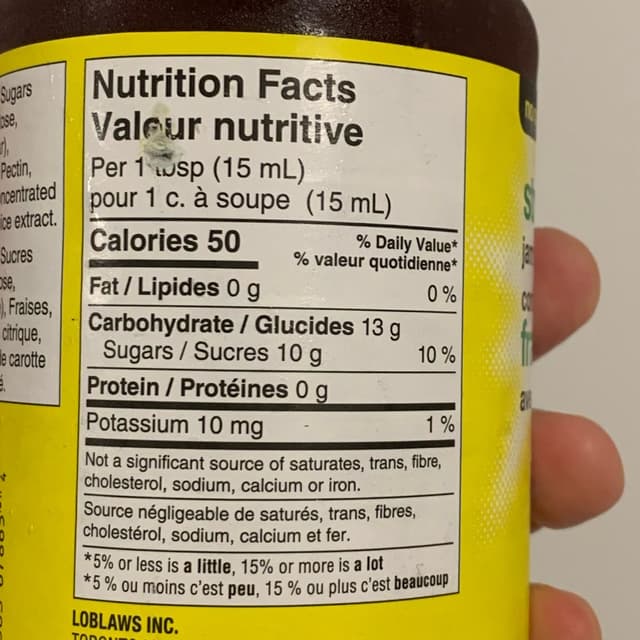 Sugars
Pectin,
ice extract.
Sucres
Fraises,
citrique,
carotte
Nutrition Facts
Valeur nutritive
Per 1 tbsp (15 mL)
pour 1 c. à soupe (15 mL)
Calories 50
% Daily Value*
% valeur quotidienne*
Fat / Lipides 0 g 0 %
Carbohydrate / Glucides 13 g
Sugars / Sucres 10 g 10 %
Protein / Protéines 0 g
Potassium 10 mg 1 %
Not a significant source of saturates, trans, fibre,
cholesterol, sodium, calcium or iron.
Source négligeable de saturés, trans, fibres,
cholestérol, sodium, calcium et fer.
*5% or less is a little, 15% or more is a lot
*5 % ou moins c'est peu, 15 % ou plus c'est beaucoup
LOBLAWS INC.